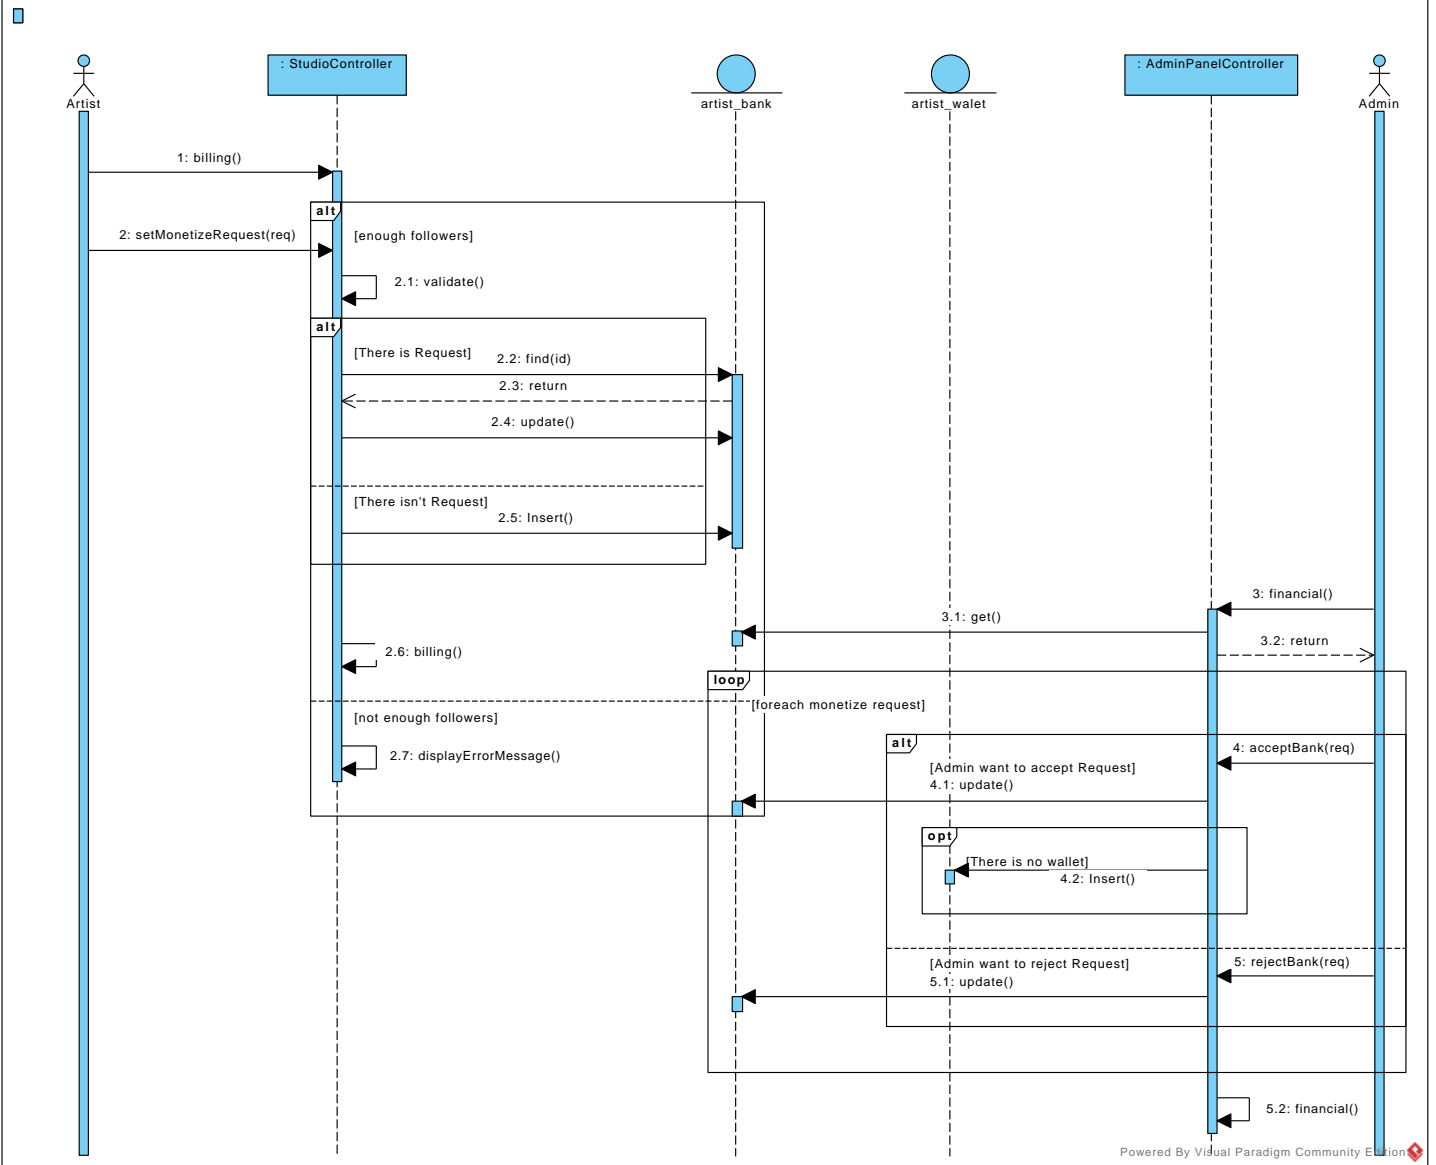 : StudioController
: AdminPanelController
Artist
artist_bank
artist_walet
Admin
1: billing()
alt
2: setMonetizeRequest(req)
[enough followers]
2.1: validate()
alt
[There is Request]
2.2: find(id)
2.3: return
2.4: update()
[There isn't Request]
2.5: Insert()
3: financial()
3.1: get()
3.2: return
2.6: billing()
loop
[foreach monetize request]
[not enough followers]
alt
4: acceptBank(req)
2.7: displayErrorMessage()
[Admin want to accept Request]
4.1: update()
opt
[There is no wallet]
4.2: Insert()
[Admin want to reject Request]
5: rejectBank(req)
5.1: update()
5.2: financial()
Powered By Visual Paradigm Community Edition